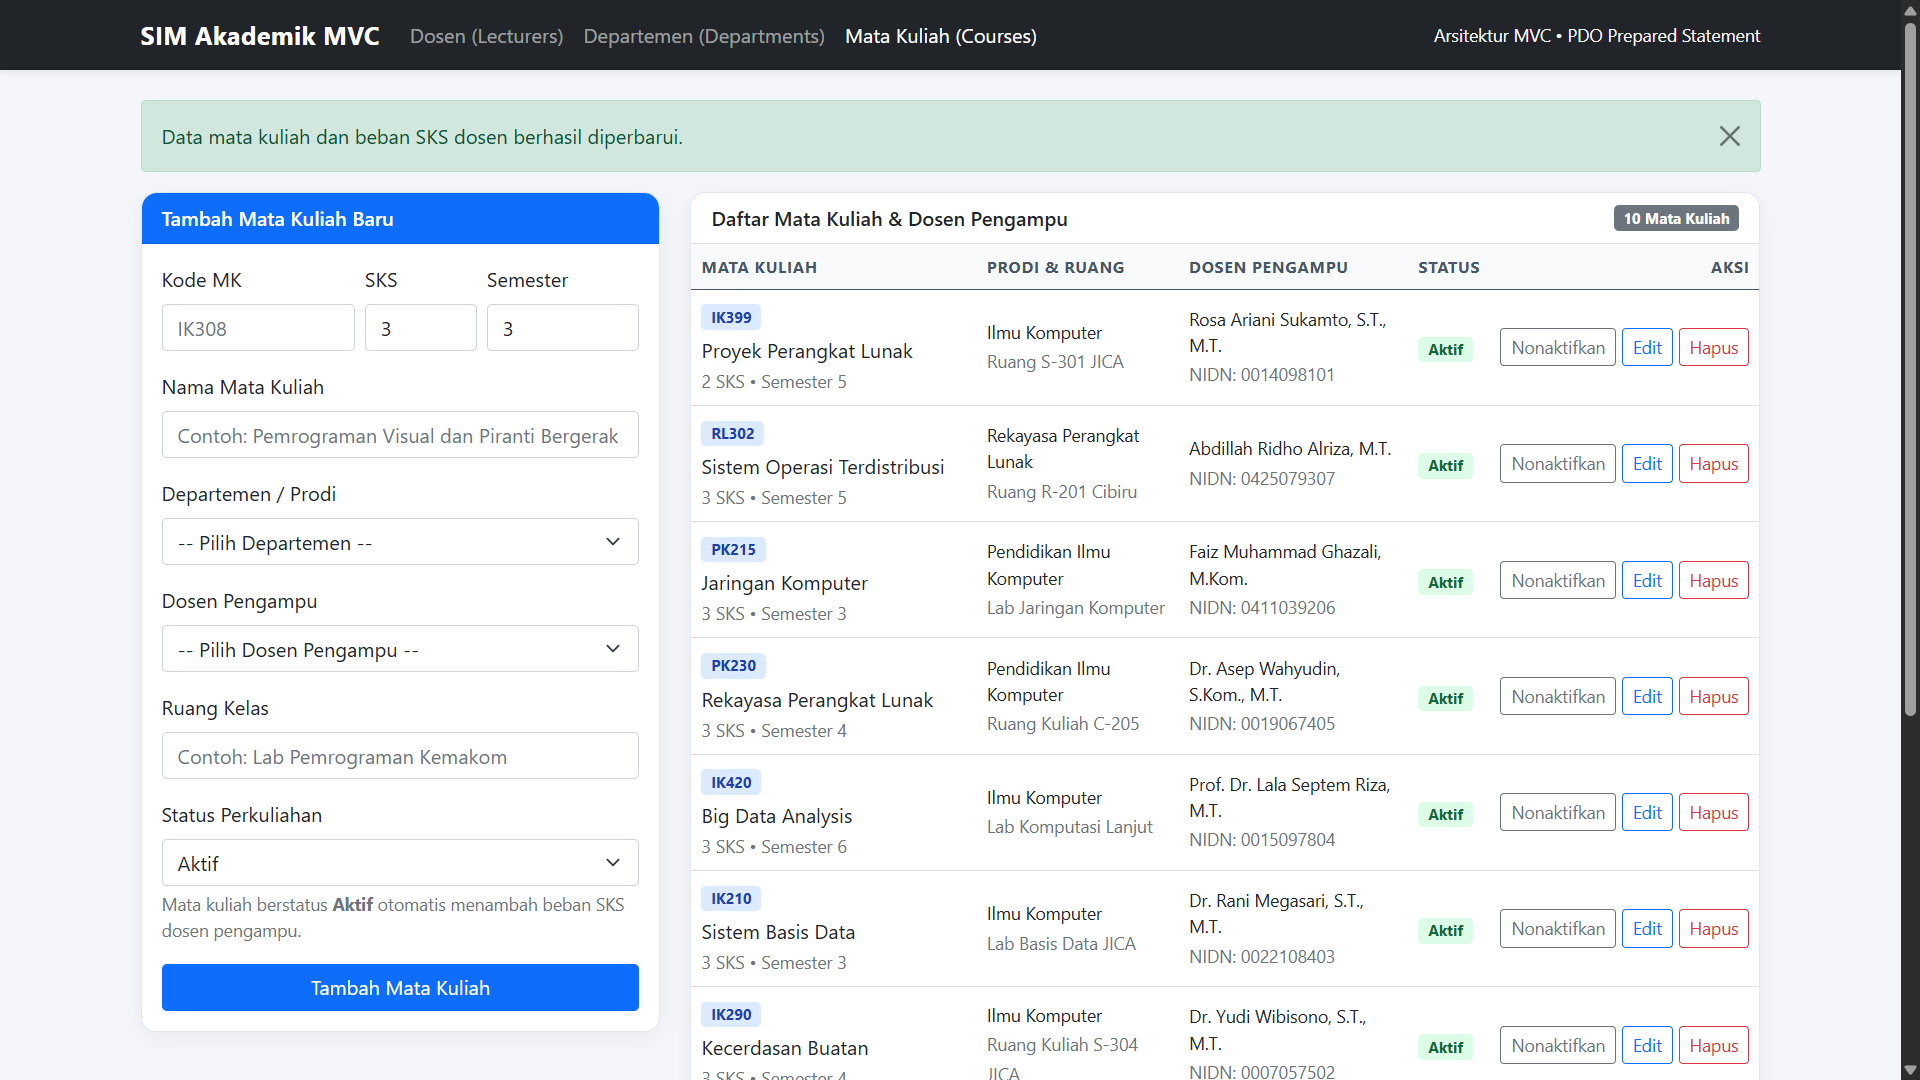 SIM Akademik MVC Dosen (Lecturers) Departemen (Departments) Mata Kuliah (Courses) Arsitektur MVC • PDO Prepared Statement
Data mata kuliah dan beban SKS dosen berhasil diperbarui.
Tambah Mata Kuliah Baru
Kode MK SKS Semester
IK308 3 3
Nama Mata Kuliah
Contoh: Pemrograman Visual dan Piranti Bergerak
Departemen / Prodi
-- Pilih Departemen --
Dosen Pengampu
-- Pilih Dosen Pengampu --
Ruang Kelas
Contoh: Lab Pemrograman Kemakom
Status Perkuliahan
Aktif
Mata kuliah berstatus Aktif otomatis menambah beban SKS
dosen pengampu.
Tambah Mata Kuliah
Daftar Mata Kuliah & Dosen Pengampu 10 Mata Kuliah
MATA KULIAH PRODI & RUANG DOSEN PENGAMPU STATUS AKSI
IK399
Proyek Perangkat Lunak
2 SKS • Semester 5
Ilmu Komputer
Ruang S-301 JICA
Rosa Ariani Sukamto, S.T.,
M.T.
NIDN: 0014098101
Aktif Nonaktifkan Edit Hapus
RL302
Sistem Operasi Terdistribusi
3 SKS • Semester 5
Rekayasa Perangkat
Lunak
Ruang R-201 Cibiru
Abdillah Ridho Alriza, M.T.
NIDN: 0425079307
Aktif Nonaktifkan Edit Hapus
PK215
Jaringan Komputer
3 SKS • Semester 3
Pendidikan Ilmu
Komputer
Lab Jaringan Komputer
Faiz Muhammad Ghazali,
M.Kom.
NIDN: 0411039206
Aktif Nonaktifkan Edit Hapus
PK230
Rekayasa Perangkat Lunak
3 SKS • Semester 4
Pendidikan Ilmu
Komputer
Ruang Kuliah C-205
Dr. Asep Wahyudin,
S.Kom., M.T.
NIDN: 0019067405
Aktif Nonaktifkan Edit Hapus
IK420
Big Data Analysis
3 SKS • Semester 6
Ilmu Komputer
Lab Komputasi Lanjut
Prof. Dr. Lala Septem Riza,
M.T.
NIDN: 0015097804
Aktif Nonaktifkan Edit Hapus
IK210
Sistem Basis Data
3 SKS • Semester 3
Ilmu Komputer
Lab Basis Data JICA
Dr. Rani Megasari, S.T.,
M.T.
NIDN: 0022108403
Aktif Nonaktifkan Edit Hapus
IK290
Kecerdasan Buatan
3 SKS • Semester 4
Ilmu Komputer
Ruang Kuliah S-304
JICA
Dr. Yudi Wibisono, S.T.,
M.T.
NIDN: 0007057502
Aktif Nonaktifkan Edit Hapus